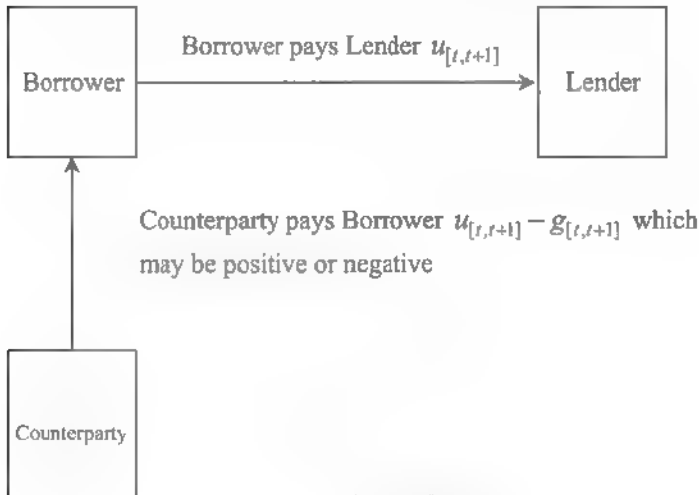 Borrower pays Lender u[t,t+1]
Borrower
Lender
Counterparty pays Borrower u[t,t+1] − g[t,t+1] which
may be positive or negative
Counterparty